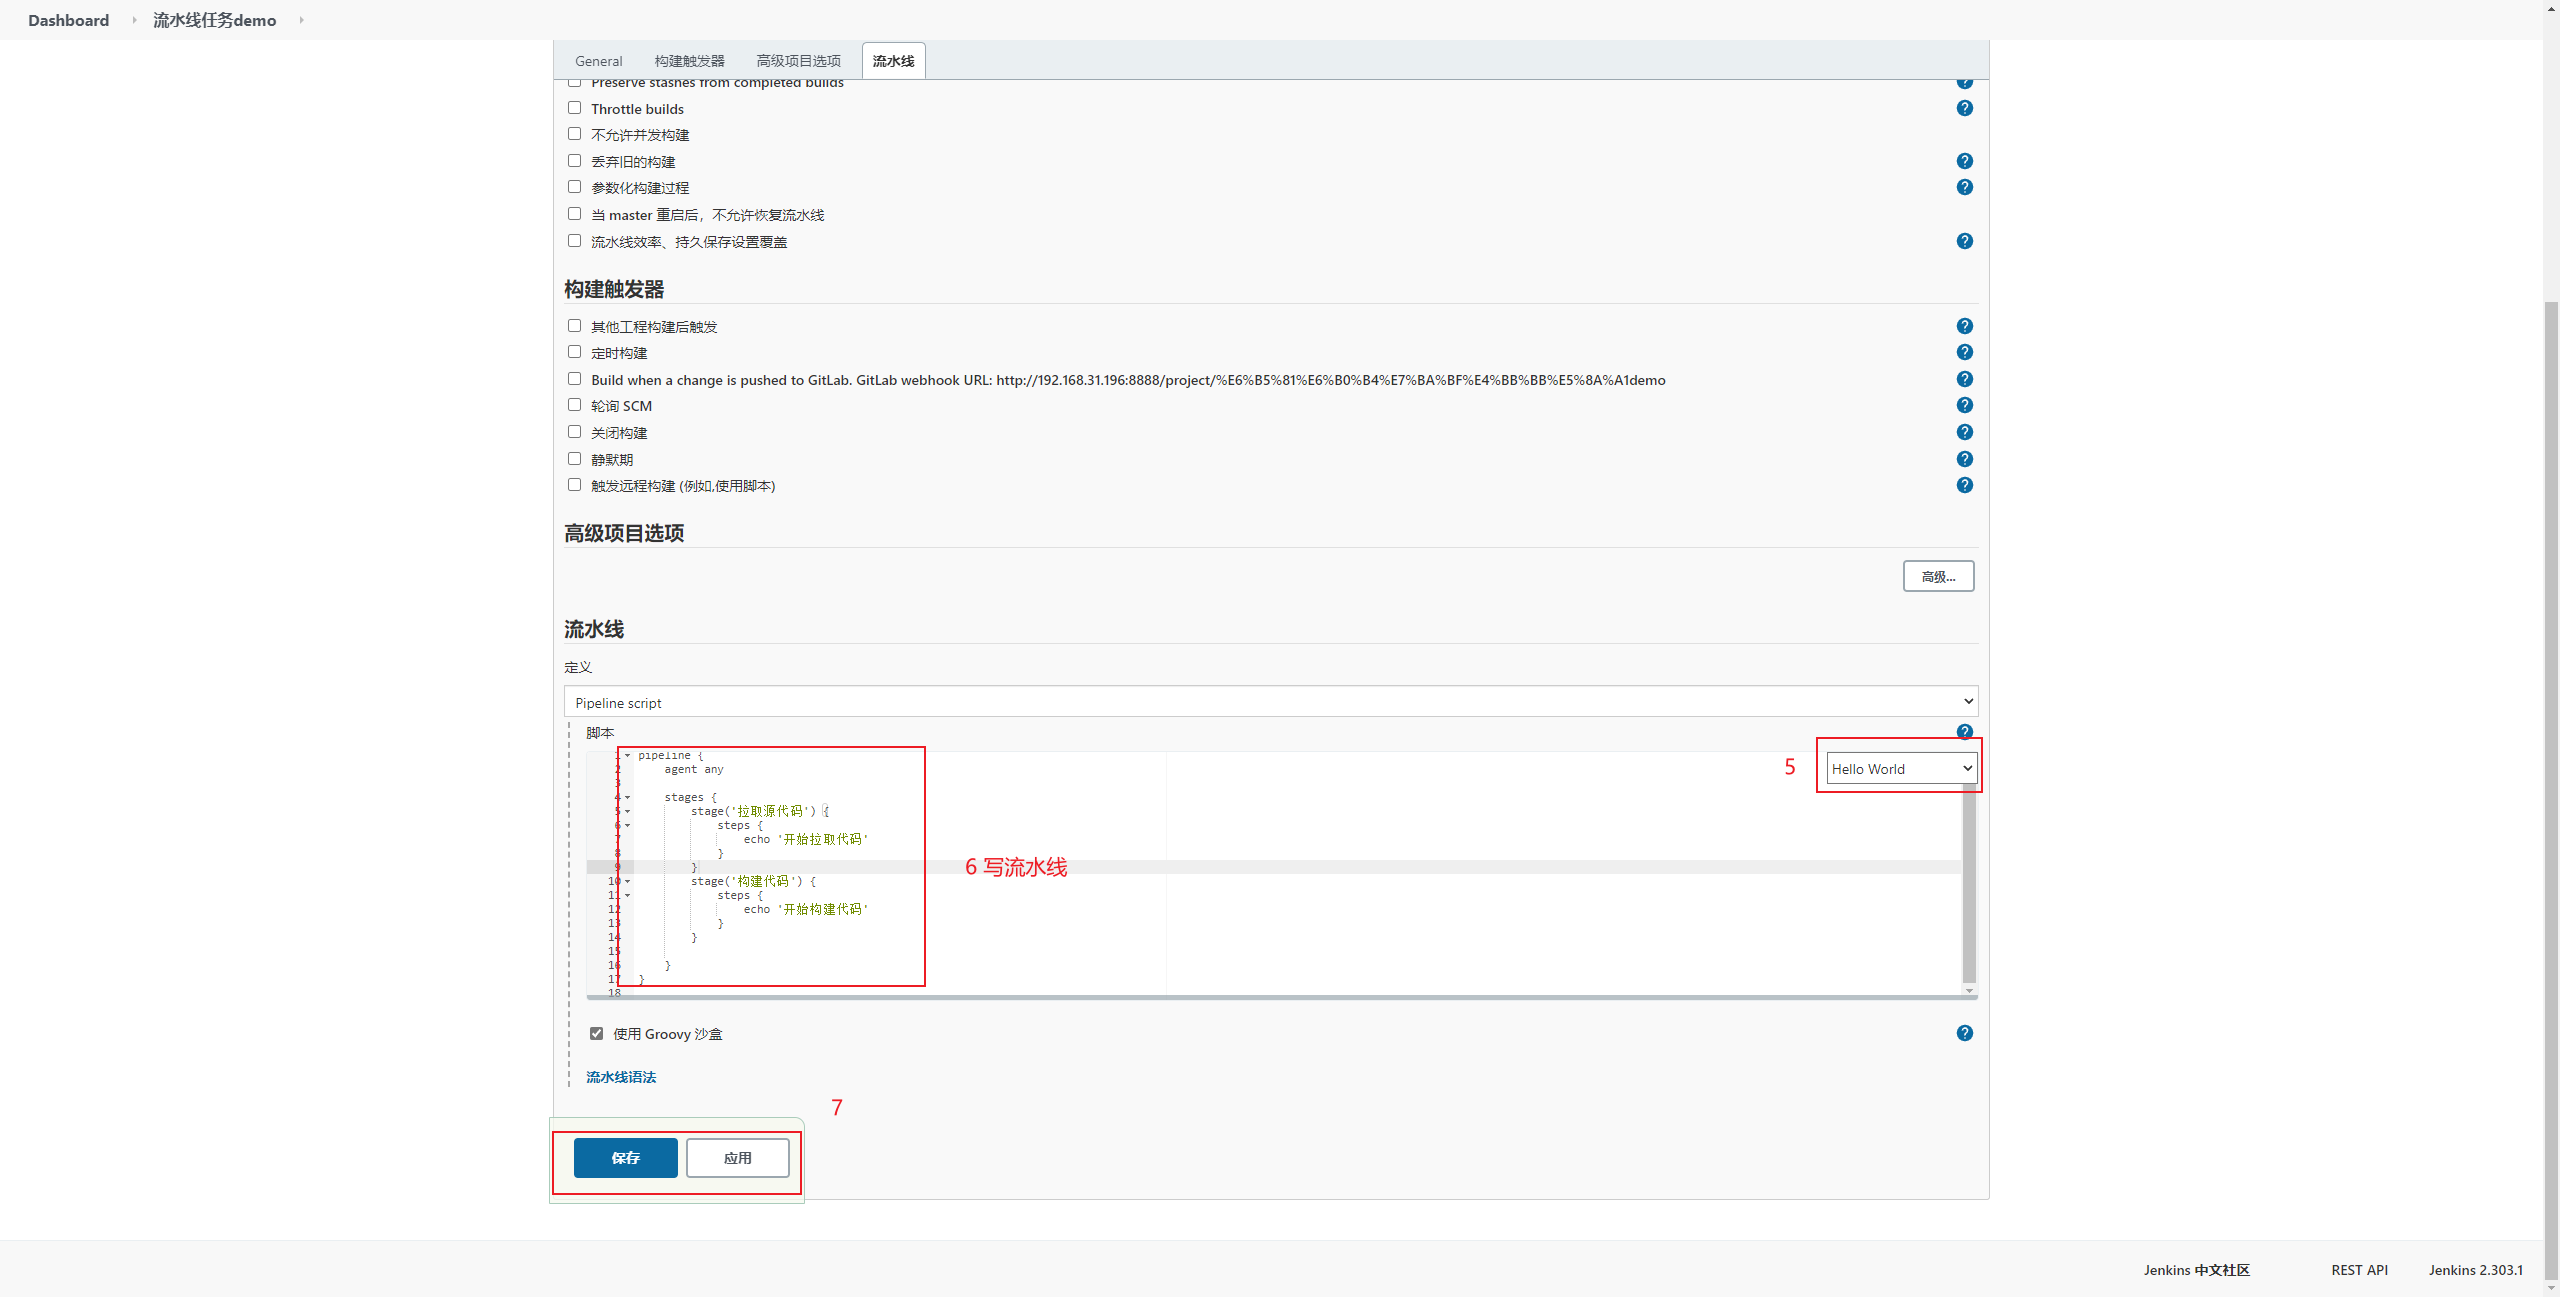 Dashboard 流水线任务demo
General 构建触发器 高级项目选项 流水线
Preserve stashes from completed builds
Throttle builds
不允许并发构建
丢弃旧的构建
参数化构建过程
当 master 重启后，不允许恢复流水线
流水线效率、持久保存设置覆盖
构建触发器
其他工程构建后触发
定时构建
Build when a change is pushed to GitLab. GitLab webhook URL: http://192.168.31.196:8888/project/%E6%B5%81%E6%B0%B4%E7%BA%BF%E4%BB%BB%E5%8A%A1demo
轮询 SCM
关闭构建
静默期
触发远程构建 (例如,使用脚本)
高级项目选项
高级...
流水线
定义
Pipeline script
脚本
5 Hello World
1 pipeline {
2 agent any
3
4 stages {
5 stage('拉取源代码') {
6 steps {
7 echo '开始拉取代码'
8 }
9 }
6 写流水线
10 stage('构建代码') {
11 steps {
12 echo '开始构建代码'
13 }
14 }
15
16 }
17 }
18
使用 Groovy 沙盒
流水线语法
7
保存 应用
Jenkins 中文社区 REST API Jenkins 2.303.1